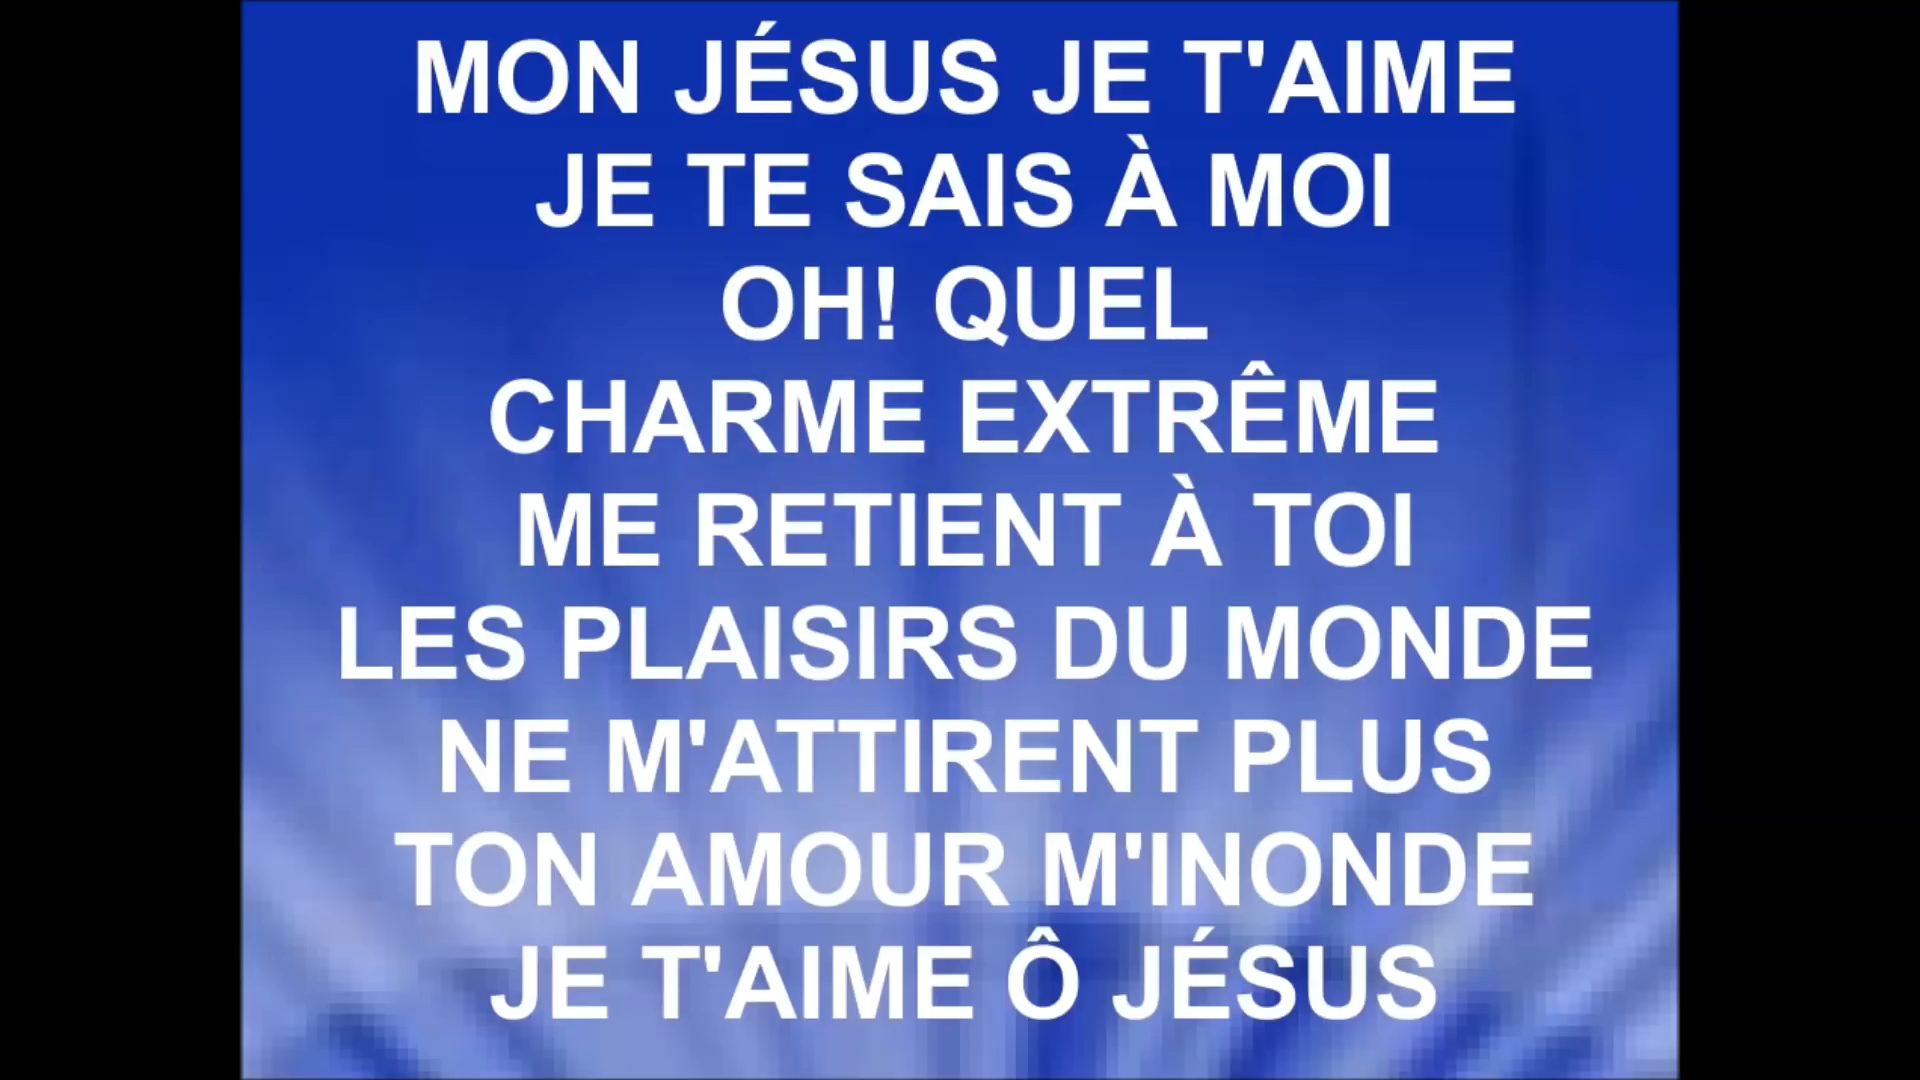 MON JÉSUS JE T'AIME
JE TE SAIS À MOI
OH! QUEL
CHARME EXTRÊME
ME RETIENT À TOI
LES PLAISIRS DU MONDE
NE M'ATTIRENT PLUS
TON AMOUR M'INONDE
JE T'AIME Ô JÉSUS